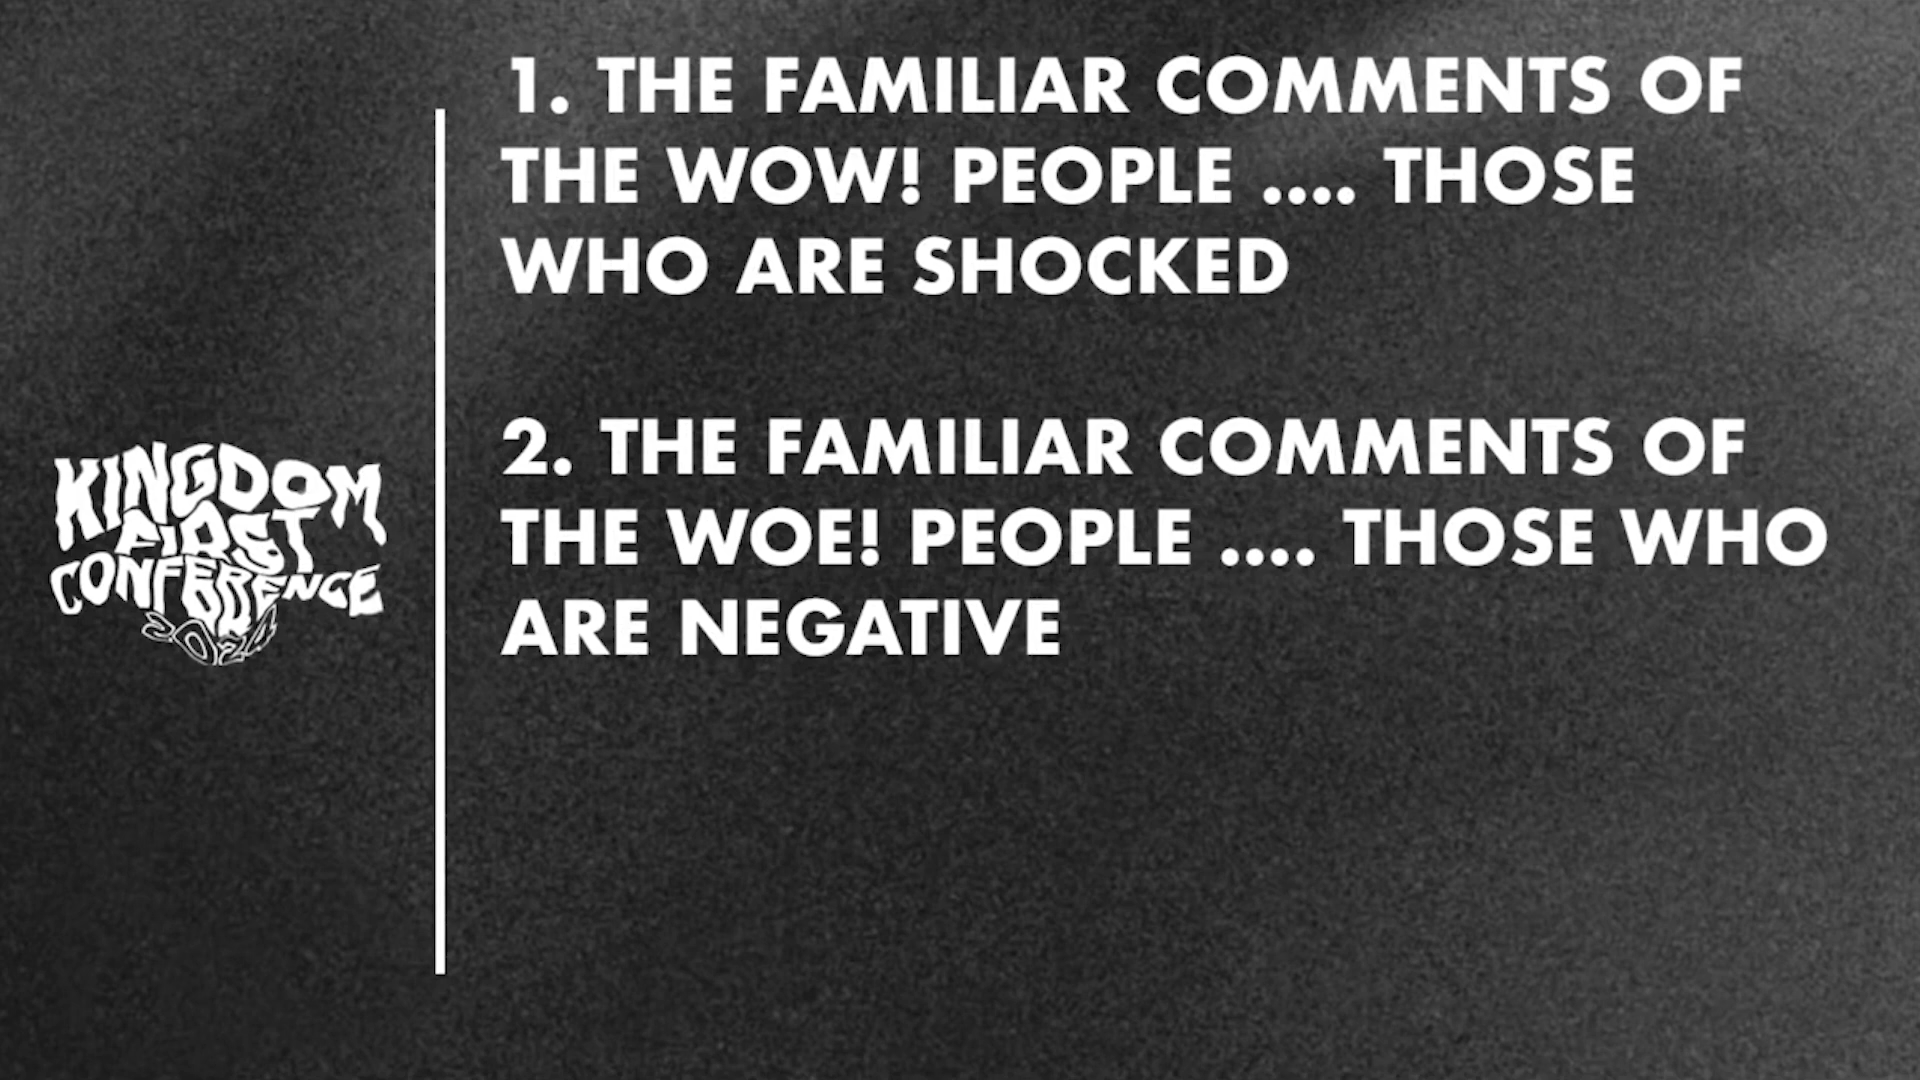 1. THE FAMILIAR COMMENTS OF
THE WOW! PEOPLE .... THOSE
WHO ARE SHOCKED
2. THE FAMILIAR COMMENTS OF
THE WOE! PEOPLE .... THOSE WHO
ARE NEGATIVE
KINGDOM
FIRST
CONFERENCE
2024